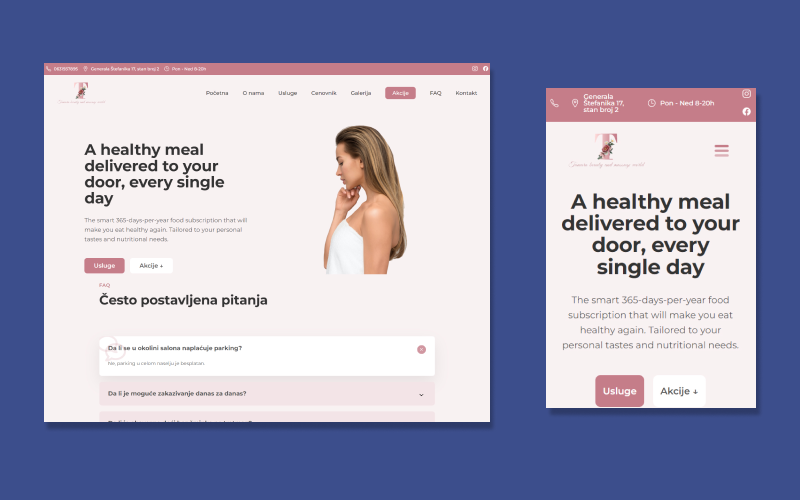 Generala Štefanika 17, stan broj 2
Pon - Ned 8-20h
T
Početna
O nama
Usluge
Cenovnik
Galerija
Akcije
FAQ
Kontakt
A healthy meal
delivered to your
door, every single
day
The smart 365-days-per-year food subscription that will
make you eat healthy again. Tailored to your personal
tastes and nutritional needs.
Usluge
Akcije ↓
FAQ
Često postavljena pitanja
Da li se u okolini salona naplaćuje parking?
Ne, parking u celom naselju je besplatan.
Da li je moguće zakazivanje danas za danas?
Generala
Štefanika 17,
stan broj 2
Pon - Ned 8-20h
T
A healthy meal
delivered to your
door, every
single day
The smart 365-days-per-year food
subscription that will make you eat
healthy again. Tailored to your
personal tastes and nutritional needs.
Usluge
Akcije ↓